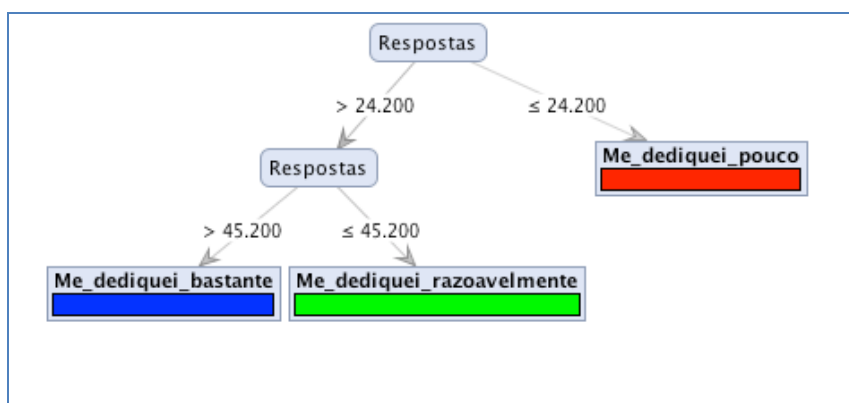 Respostas
> 24.200
≤ 24.200
Me_dediquei_pouco
Respostas
> 45.200
≤ 45.200
Me_dediquei_bastante
Me_dediquei_razoavelmente